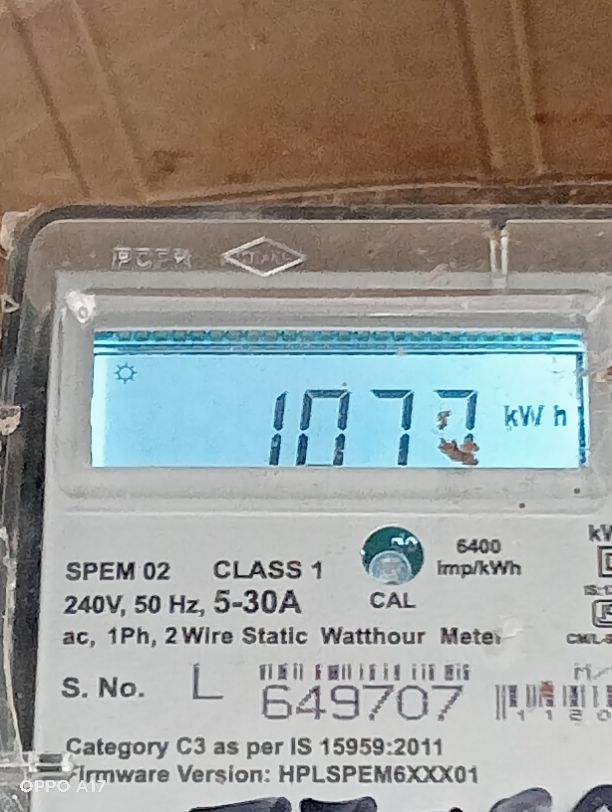 kWh
SPEM 02 CLASS 1
6400
imp/kWh
240V, 50 Hz, 5-30A
CAL
ac, 1Ph, 2 Wire Static Watthour Meter
S. No. L 649707
Category C3 as per IS 15959:2011
Firmware Version: HPLSPEM6XXX01
OPPO A17